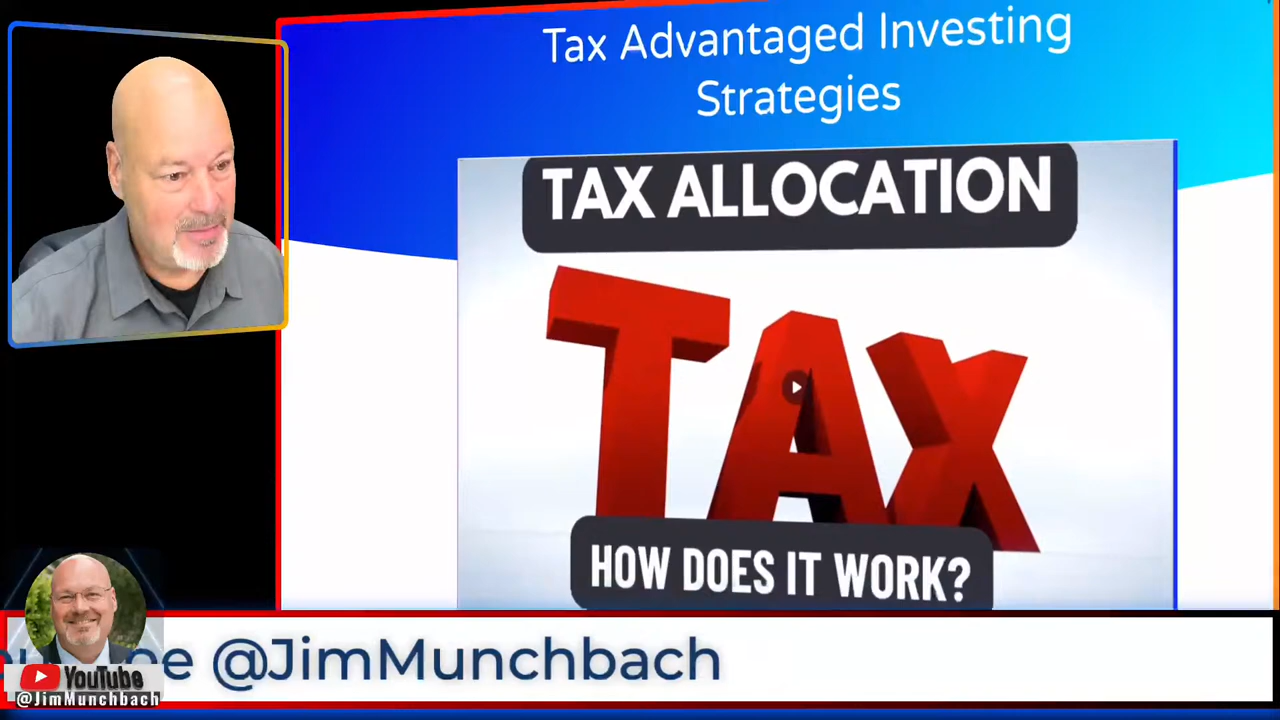 Tax Advantaged Investing
Strategies
TAX ALLOCATION
TAX
HOW DOES IT WORK?
@JimMunchbach
YouTube
@JimMunchbach